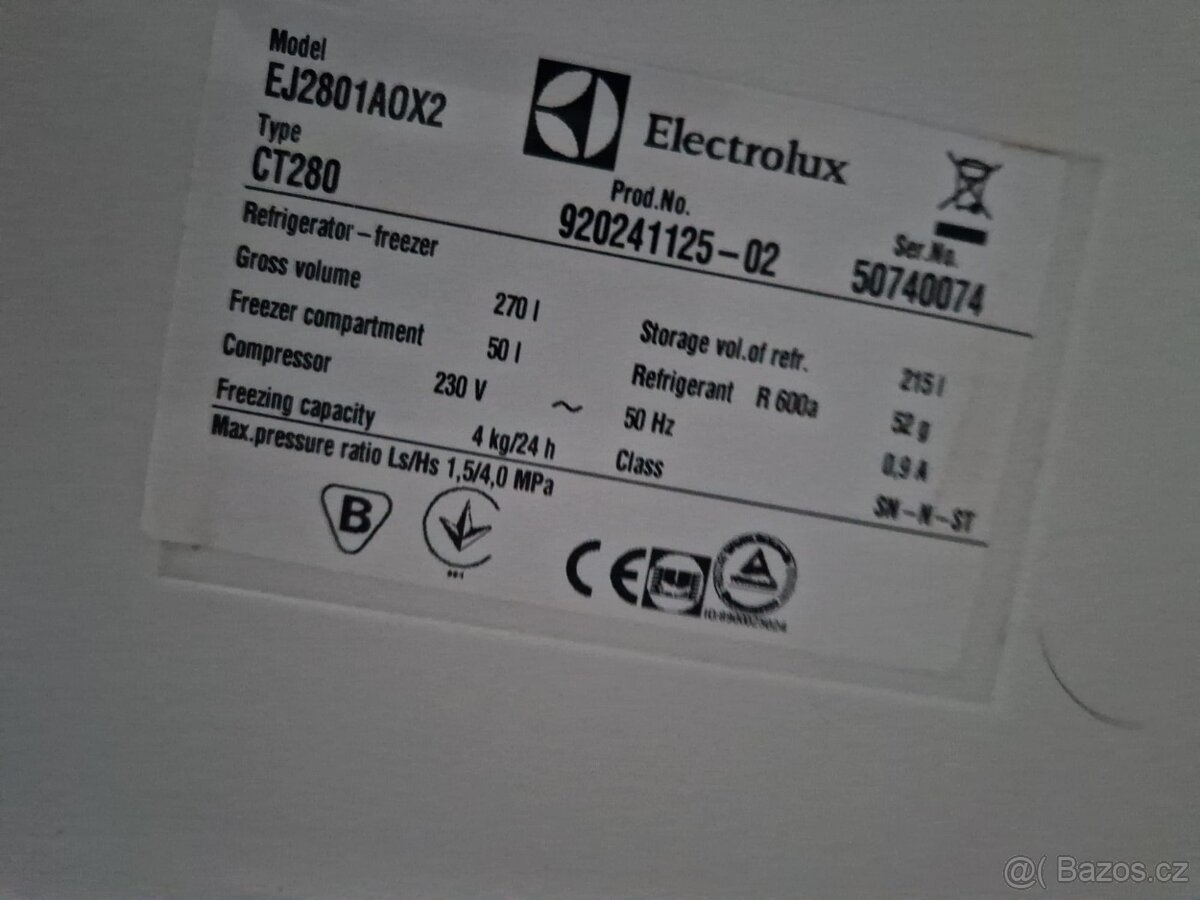 Model
EJ2801AOX2
Electrolux
Type
CT280
Prod.No.
920241125-02
Ser.No.
50740074
Refrigerator-freezer
Gross volume 270 l
Storage vol.of refr. 215 l
Freezer compartment 50 l
Refrigerant R 600a 52 g
Compressor 230 V ~ 50 Hz 0,9 A
Freezing capacity 4 kg/24 h
Class SN-N-ST
Max.pressure ratio Ls/Hs 1,5/4,0 MPa
B
CE
@( Bazos.cz